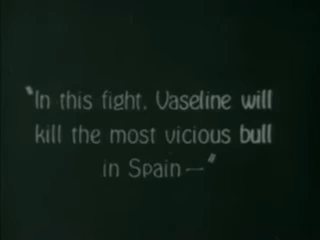 "In this fight, Vaseline will
kill the most vicious bull
in Spain—"